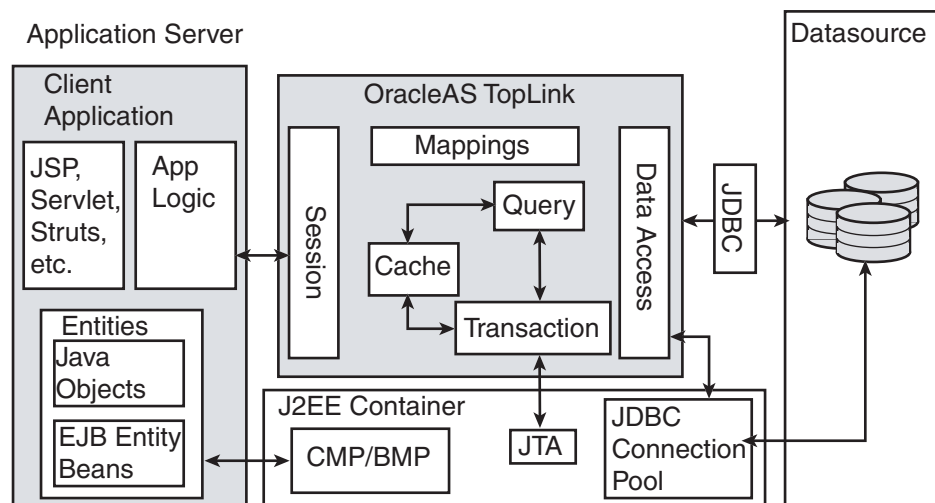 Application Server
Client
Application
JSP,
Servlet,
Struts,
etc.
App
Logic
Entities
Java
Objects
EJB Entity
Beans
OracleAS TopLink
Session
Mappings
Query
Cache
Transaction
Data Access
J2EE Container
CMP/BMP
JTA
JDBC
Connection
Pool
JDBC
Datasource